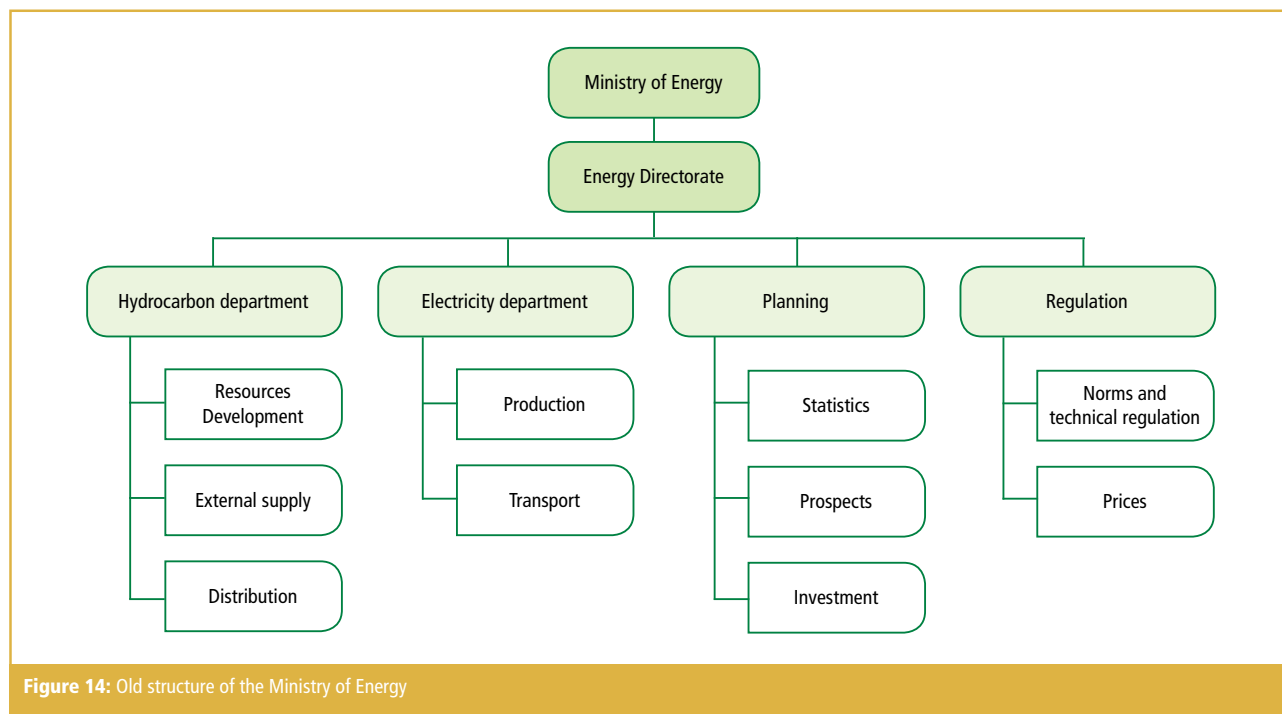 Ministry of Energy
Energy Directorate
Hydrocarbon department
Electricity department
Planning
Regulation
Resources
Development
External supply
Distribution
Production
Transport
Statistics
Prospects
Investment
Norms and
technical regulation
Prices
Figure 14: Old structure of the Ministry of Energy